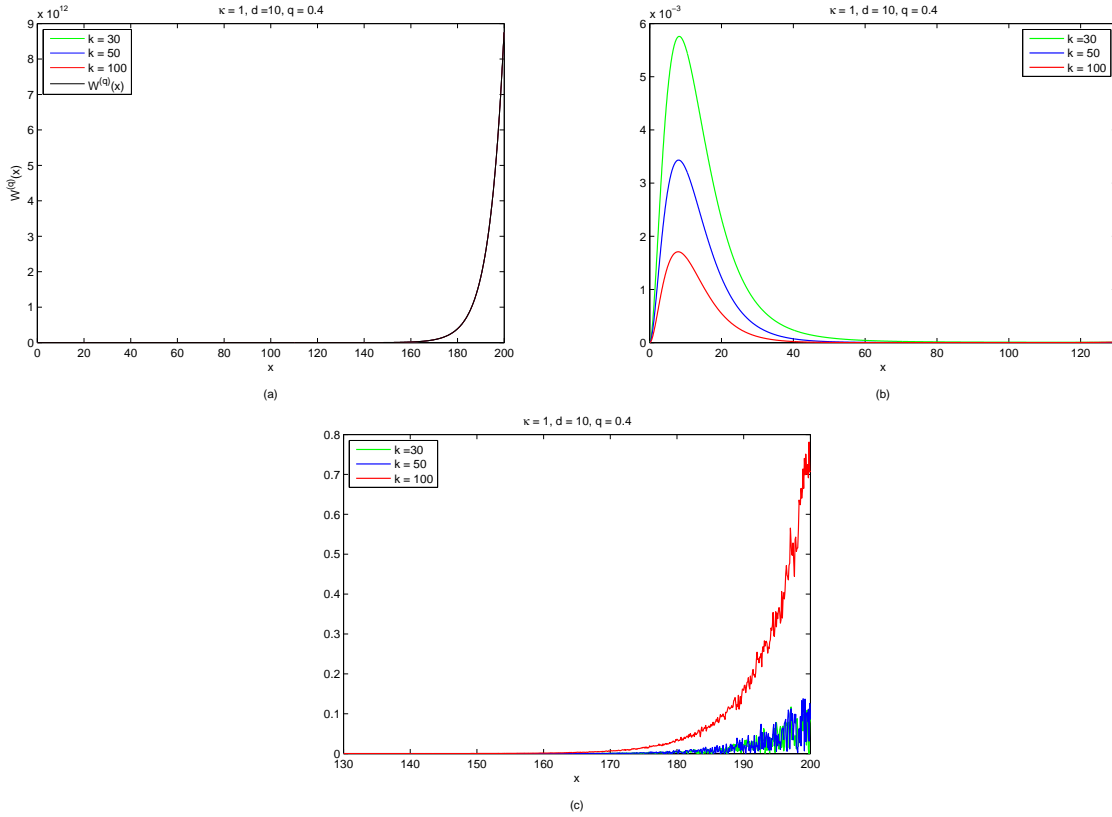 κ = 1, d =10, q = 0.4
x 10^12
9
8
7
6
5
4
3
2
1
0
W^(q)(x)
k = 30
k = 50
k = 100
W^(q)(x)
0 20 40 60 80 100 120 140 160 180 200
x
(a)
κ = 1, d = 10, q = 0.4
x 10^−3
6
5
4
3
2
1
0
k =30
k = 50
k = 100
0 20 40 60 80 100 120
x
(b)
κ = 1, d = 10, q = 0.4
0.8
0.7
0.6
0.5
0.4
0.3
0.2
0.1
0
k =30
k = 50
k = 100
130 140 150 160 170 180 190 200
x
(c)